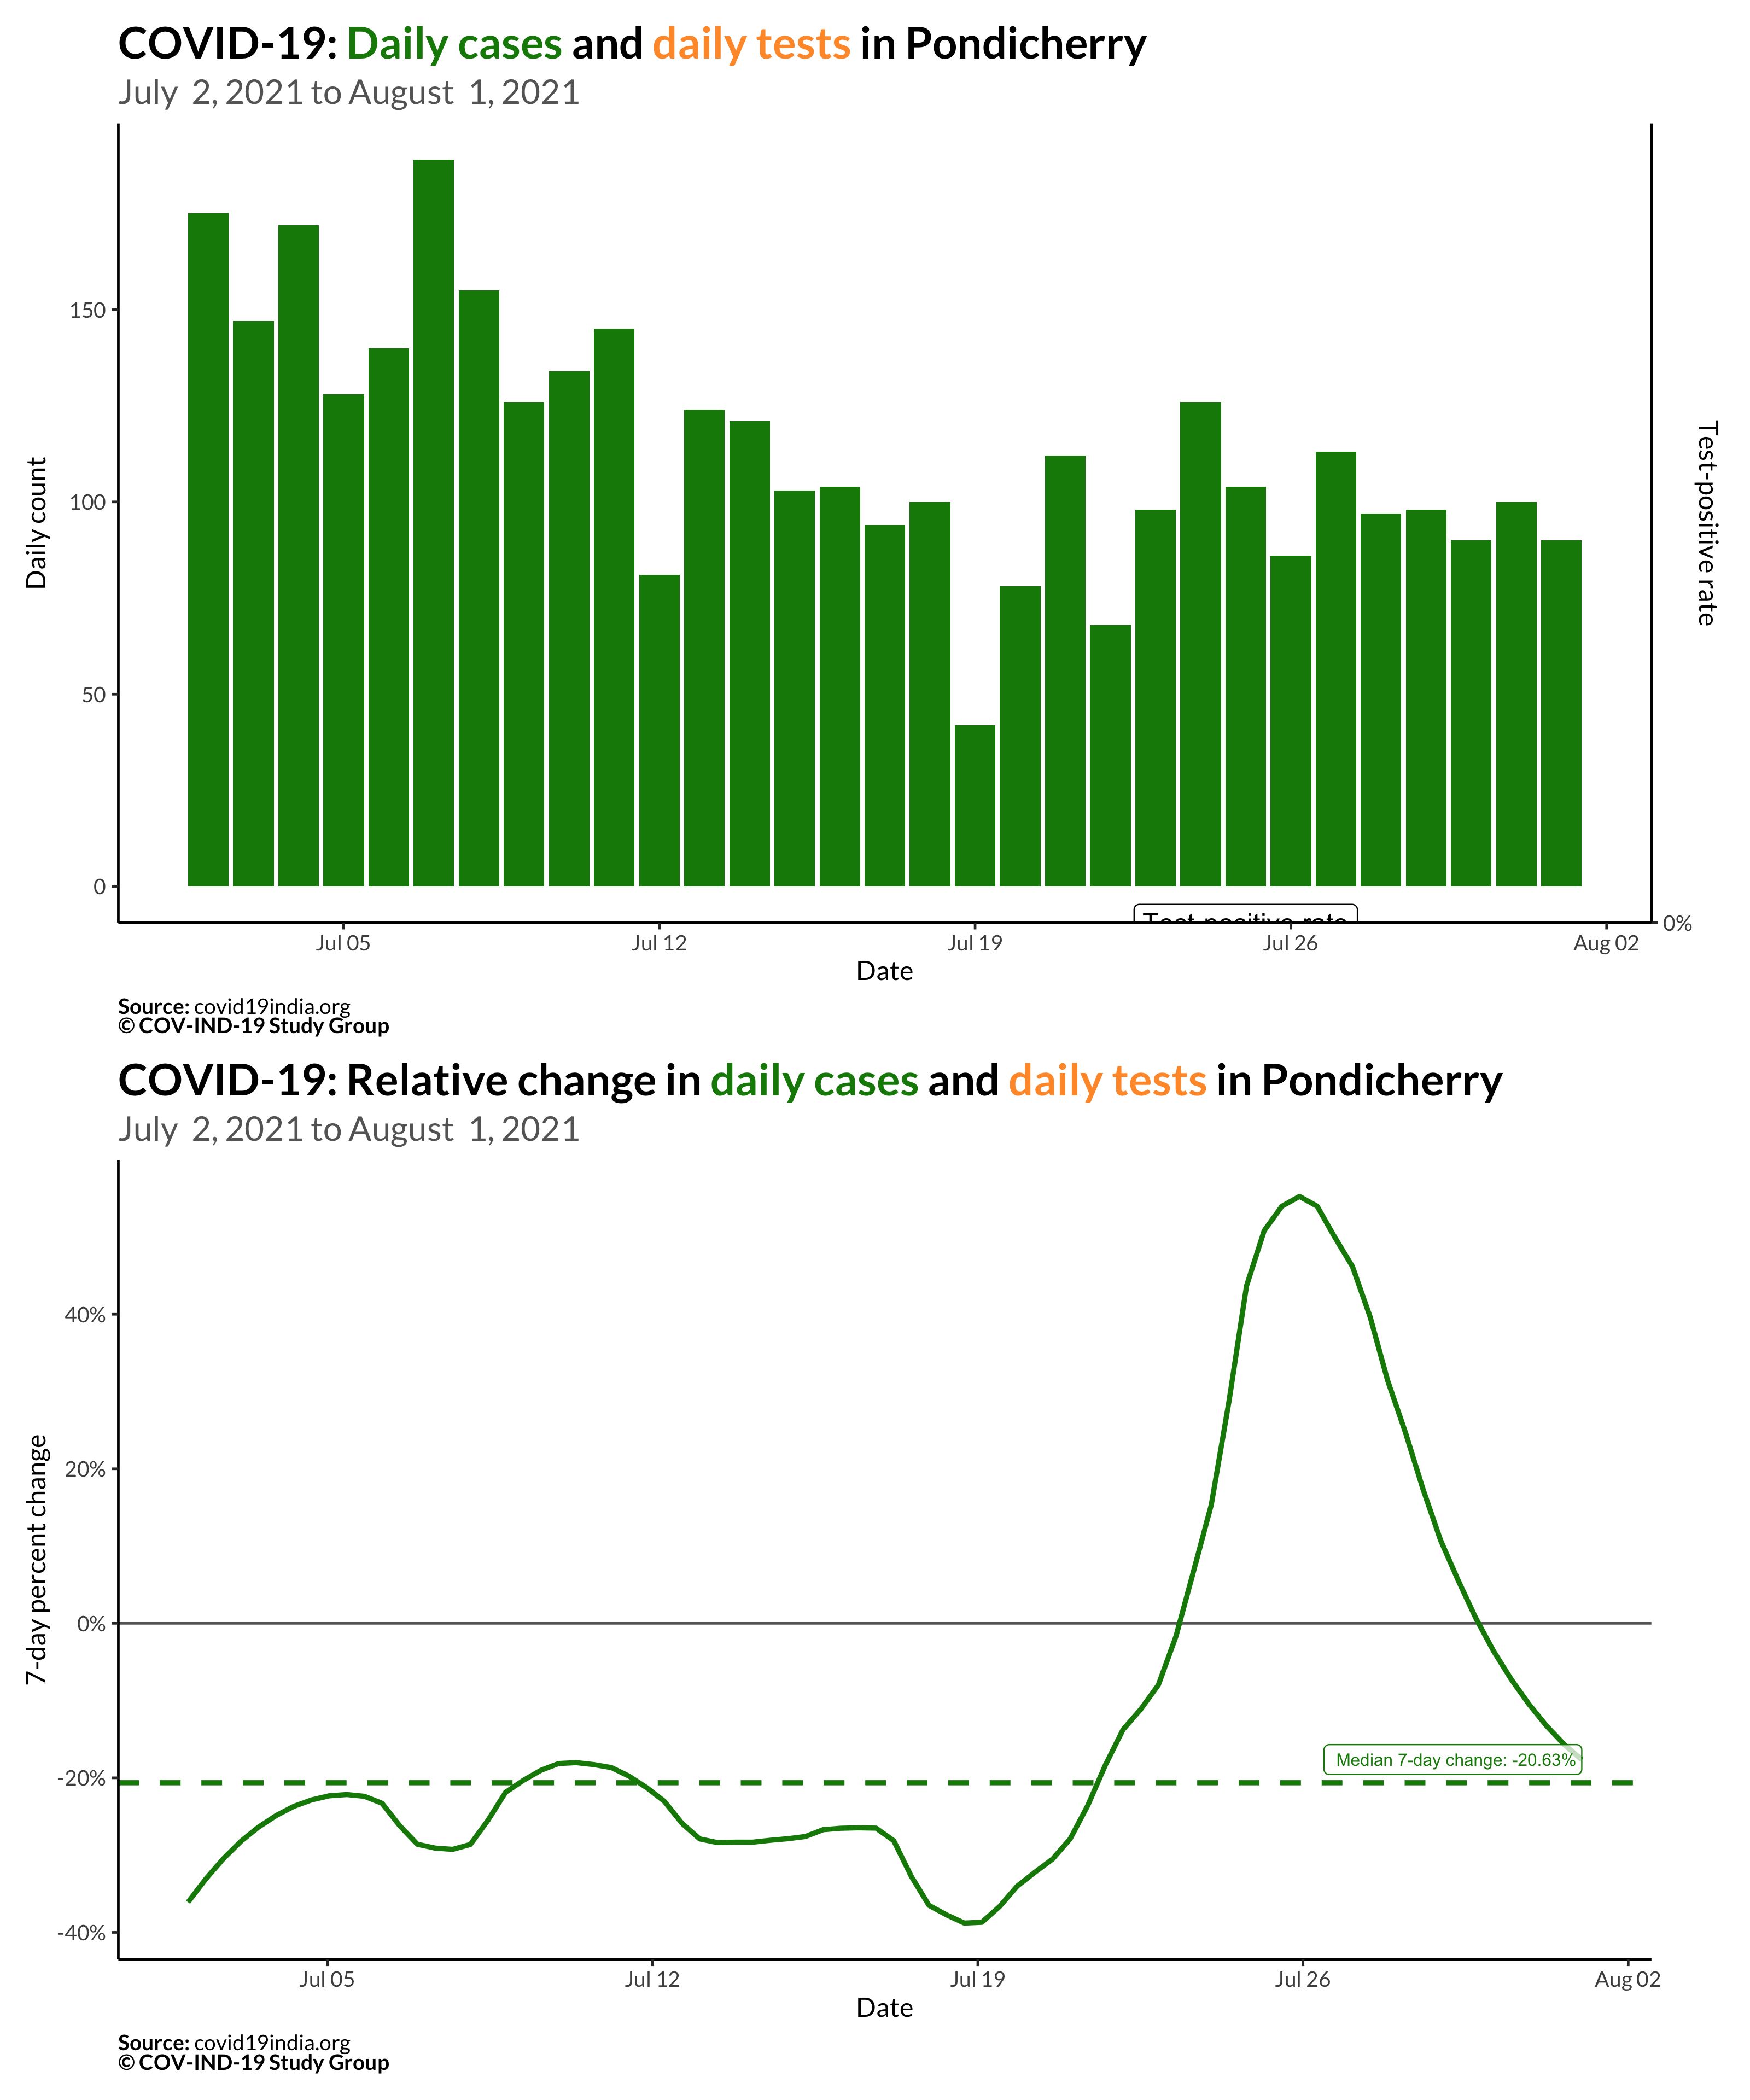 COVID-19: Daily cases and daily tests in Pondicherry
July 2, 2021 to August 1, 2021
Daily count
150
100
50
0
Test-positive rate
Test-positive rate
0%
Jul 05
Jul 12
Jul 19
Jul 26
Aug 02
Date
Source: covid19india.org
© COV-IND-19 Study Group
COVID-19: Relative change in daily cases and daily tests in Pondicherry
July 2, 2021 to August 1, 2021
7-day percent change
40%
20%
0%
-20%
-40%
Median 7-day change: -20.63%
Jul 05
Jul 12
Jul 19
Jul 26
Aug 02
Date
Source: covid19india.org
© COV-IND-19 Study Group